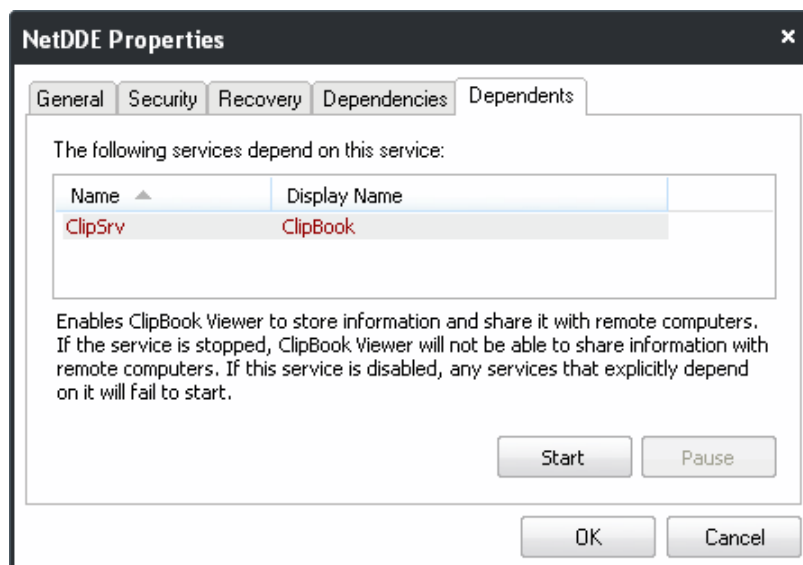 NetDDE Properties
General Security Recovery Dependencies Dependents
The following services depend on this service:
Name Display Name
ClipSrv ClipBook
Enables ClipBook Viewer to store information and share it with remote computers.
If the service is stopped, ClipBook Viewer will not be able to share information with
remote computers. If this service is disabled, any services that explicitly depend
on it will fail to start.
Start Pause
OK Cancel